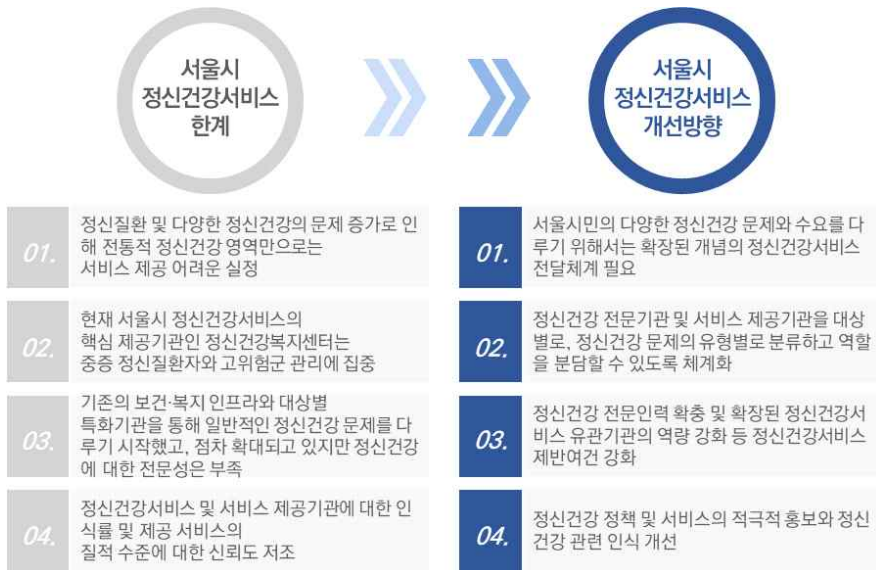 서울시
정신건강서비스
한계
서울시
정신건강서비스
개선방향
01.
정신질환 및 다양한 정신건강의 문제 증가로 인
해 전통적 정신건강 영역만으로는
서비스 제공 어려운 실정
02.
현재 서울시 정신건강서비스의
핵심 제공기관인 정신건강복지센터는
중증 정신질환자와 고위험군 관리에 집중
03.
기존의 보건·복지 인프라와 대상별
특화기관을 통해 일반적인 정신건강 문제를 다
루기 시작했고, 점차 확대되고 있지만 정신건강
에 대한 전문성은 부족
04.
정신건강서비스 및 서비스 제공기관에 대한 인
식률 및 제공 서비스의
질적 수준에 대한 신뢰도 저조
01.
서울시민의 다양한 정신건강 문제와 수요를 다
루기 위해서는 확장된 개념의 정신건강서비스
전달체계 필요
02.
정신건강 전문기관 및 서비스 제공기관을 대상
별로, 정신건강 문제의 유형별로 분류하고 역할
을 분담할 수 있도록 체계화
03.
정신건강 전문인력 확충 및 확장된 정신건강서
비스 유관기관의 역량 강화 등 정신건강서비스
제반여건 강화
04.
정신건강 정책 및 서비스의 적극적 홍보와 정신
건강 관련 인식 개선